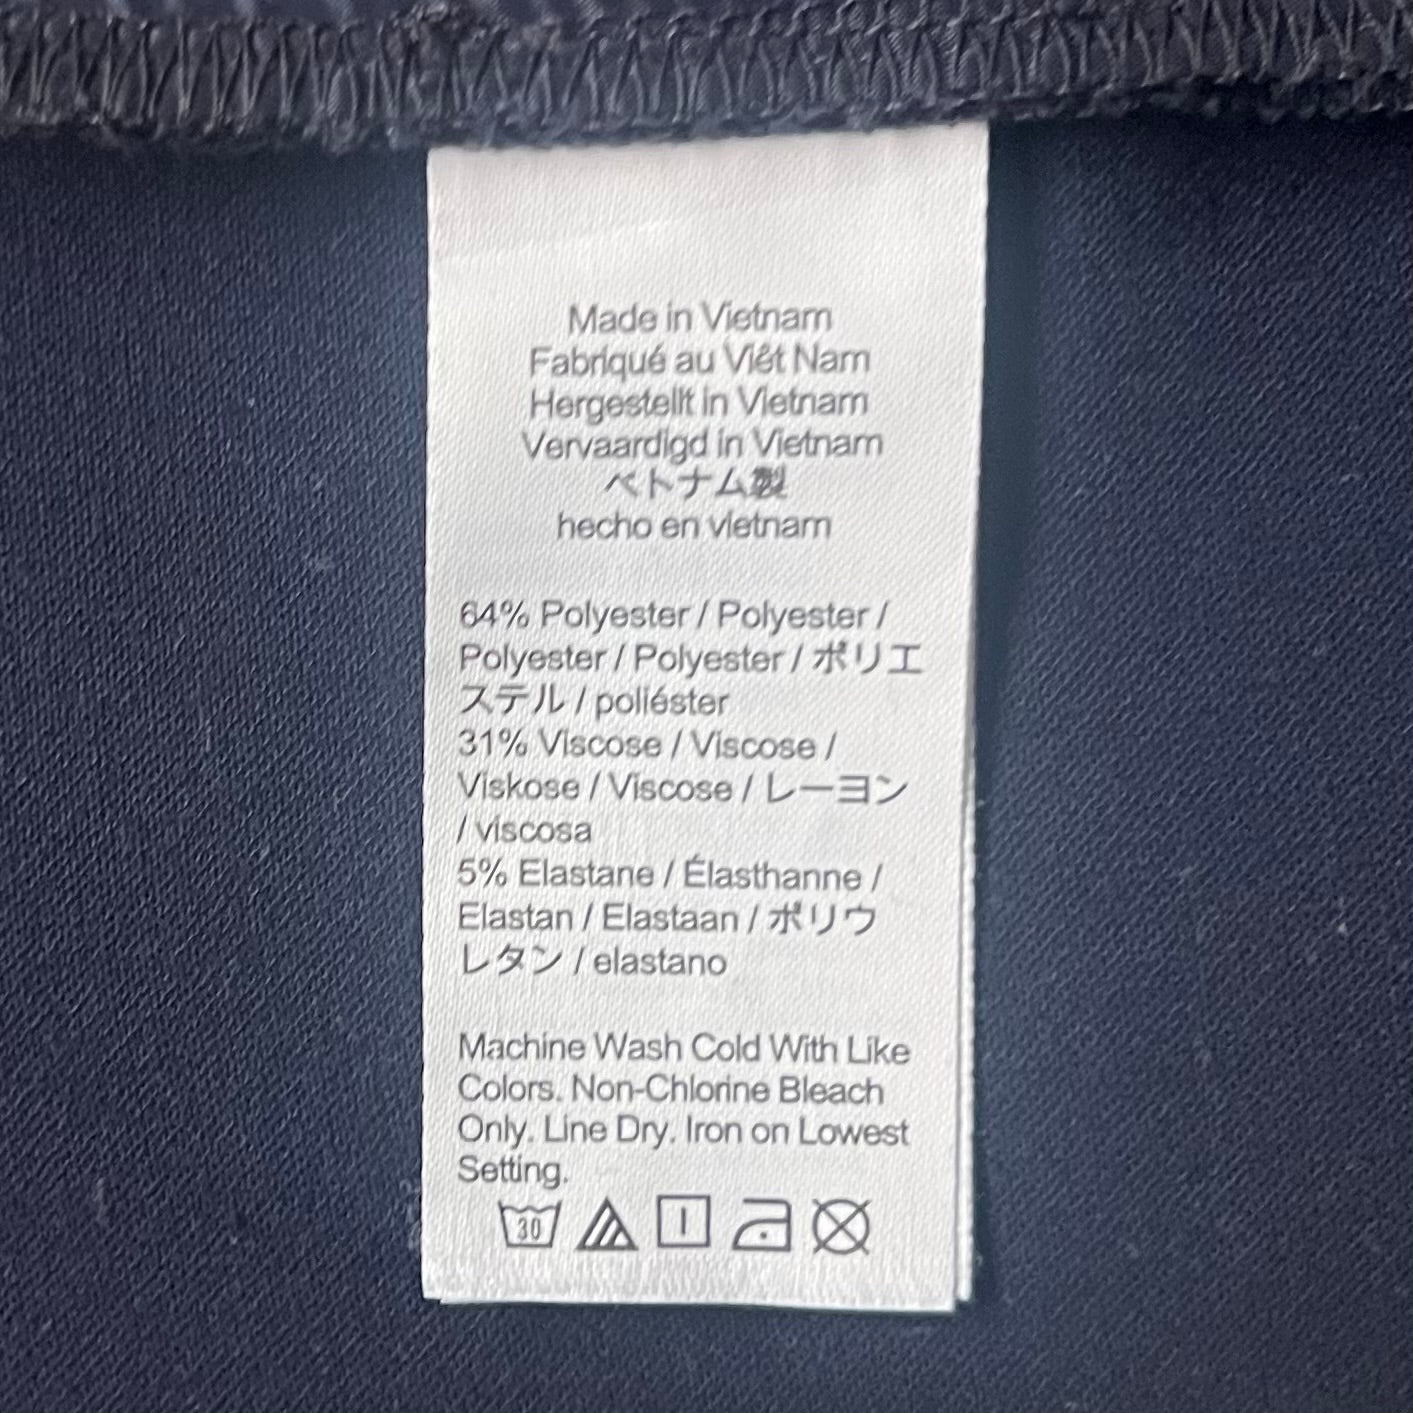 Made in Vietnam
Fabriqué au Viêt Nam
Hergestellt in Vietnam
Vervaardigd in Vietnam
ベトナム製
hecho en vietnam
64% Polyester / Polyester /
Polyester / Polyester / ポリエ
ステル / poliéster
31% Viscose / Viscose /
Viskose / Viscose / レーヨン
/ viscosa
5% Elastane / Élasthanne /
Elastan / Elastaan / ポリウ
レタン / elastano
Machine Wash Cold With Like
Colors. Non-Chlorine Bleach
Only. Line Dry. Iron on Lowest
Setting.
30